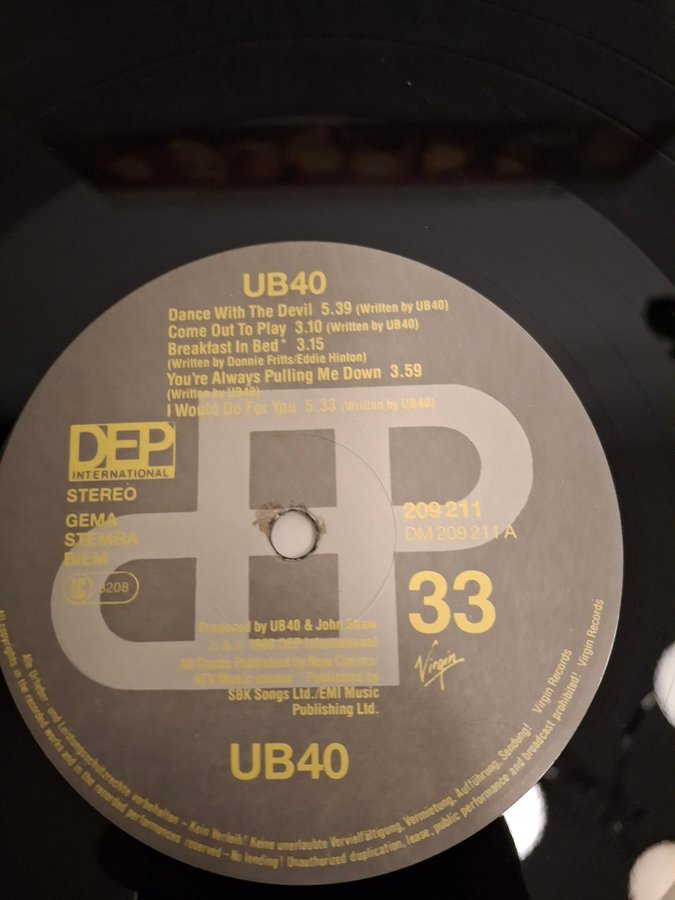 UB40
Dance With The Devil 5.39 (Written by UB40)
Come Out To Play 3.10 (Written by UB40)
Breakfast In Bed* 3.15
(Written by Donnie Fritts/Eddie Hinton)
You're Always Pulling Me Down 3.59
(Written by UB40)
I Would Do For You 5.33 (Written by UB40)
DEP
INTERNATIONAL
STEREO
GEMA
STEMRA
BIEM
LC 8208
209 211
DM 209 211 A
33
Virgin
Produced by UB40 & John Shaw
℗ & © 1988 DEP International
All Tracks Published by New Claims/
ATV Music except *Published by
SBK Songs Ltd./EMI Music
Publishing Ltd.
UB40
Alle Urheber- und Leistungsschutzrechte vorbehalten - Kein Verleih! Keine unerlaubte Vervielfältigung, Vermietung, Aufführung, Sendung! Virgin Records
All copyrights in the recorded works and in the recorded performances reserved - No lending! Unauthorized duplication, lease, public performance and broadcast prohibited! Virgin Records
DEP